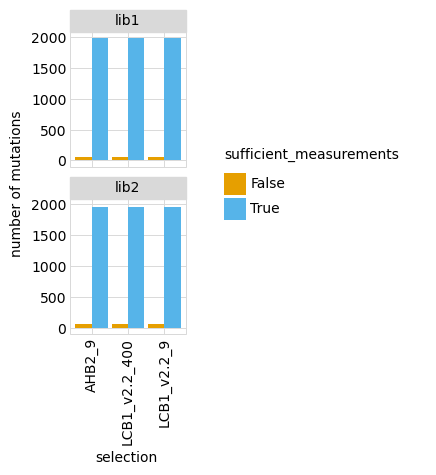 lib1
2000
1500
1000
500
0
lib2
2000
1500
1000
500
0
number of mutations
AHB2_9
LCB1_v2.2_400
LCB1_v2.2_9
selection
sufficient_measurements
False
True